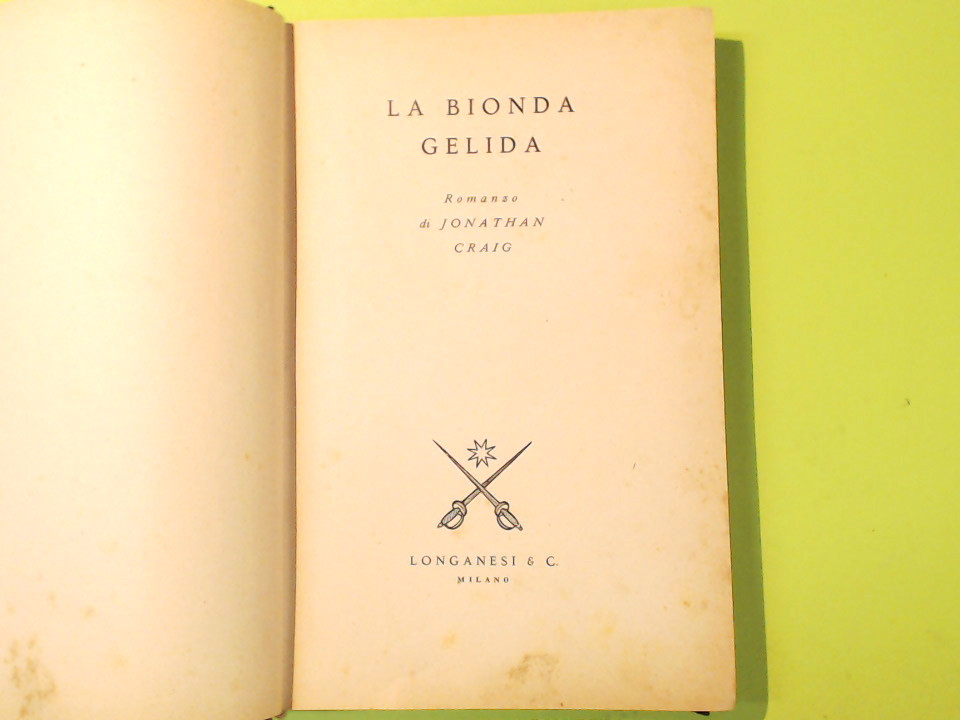 LA BIONDA
GELIDA
Romanzo
di JONATHAN
CRAIG
LONGANESI & C.
MILANO